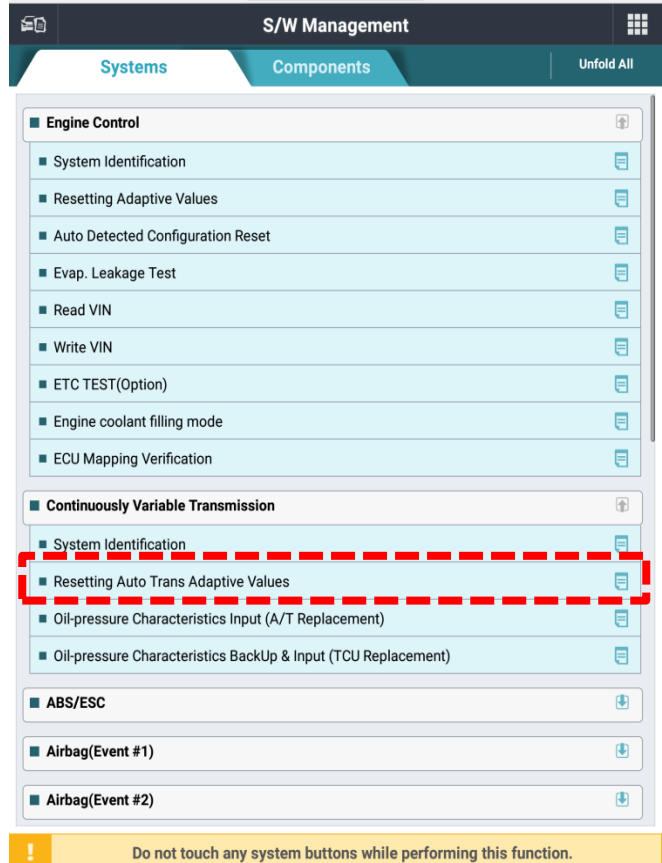 S/W Management
Systems
Components
Unfold All
Engine Control
System Identification
Resetting Adaptive Values
Auto Detected Configuration Reset
Evap. Leakage Test
Read VIN
Write VIN
ETC TEST(Option)
Engine coolant filling mode
ECU Mapping Verification
Continuously Variable Transmission
System Identification
Resetting Auto Trans Adaptive Values
Oil-pressure Characteristics Input (A/T Replacement)
Oil-pressure Characteristics BackUp & Input (TCU Replacement)
ABS/ESC
Airbag(Event #1)
Airbag(Event #2)
! Do not touch any system buttons while performing this function.